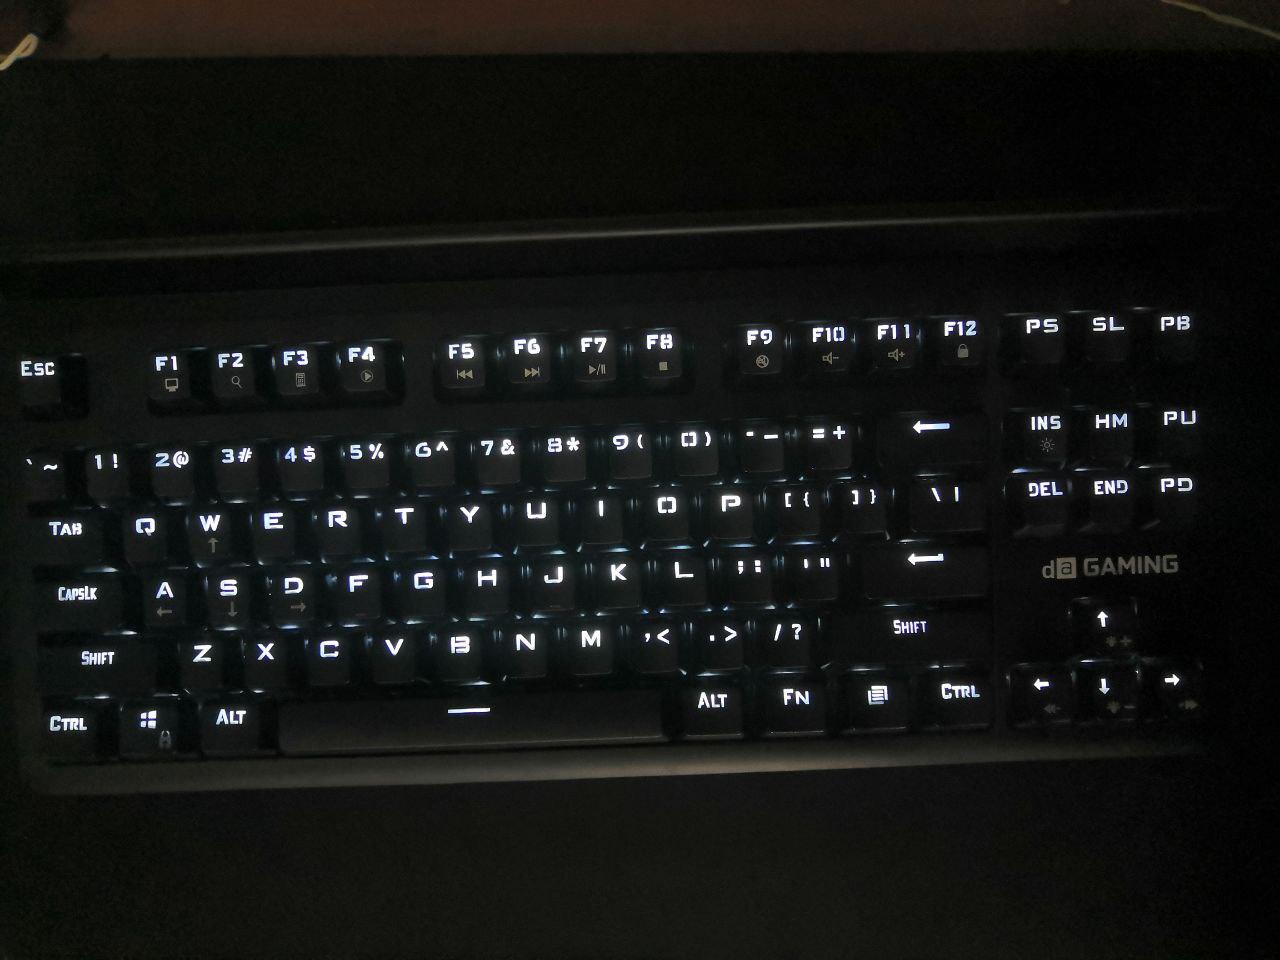 Esc F1 F2 F3 F4 F5 F6 F7 F8 F9 F10 F11 F12 PS SL PB
` ~ 1 ! 2 @ 3 # 4 $ 5 % 6 ^ 7 & 8 * 9 ( 0 ) - _ = + ← INS HM PU
TAB Q W E R T Y U I O P [ { ] } \ | DEL END PD
CAPSLK A S D F G H J K L ; : ' " ↵
da GAMING
SHIFT Z X C V B N M , < . > / ? SHIFT ↑
CTRL ALT ALT FN CTRL ← ↓ →